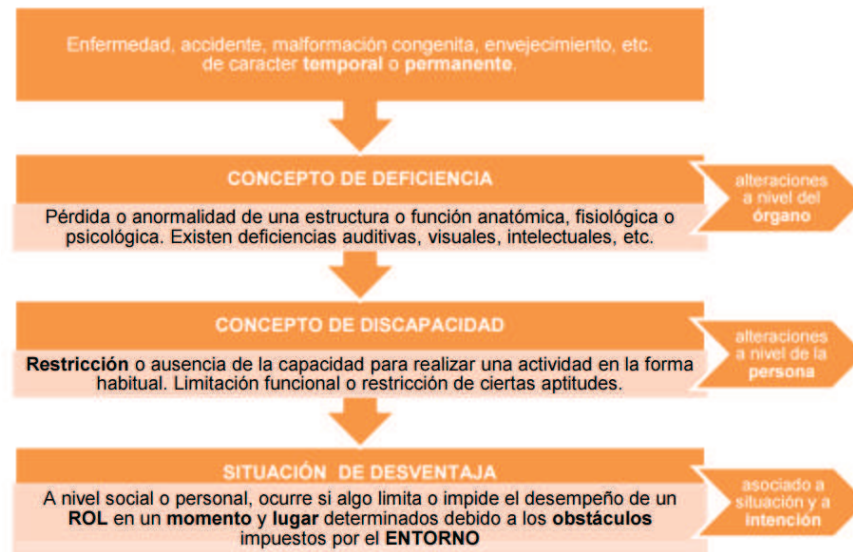 Enfermedad, accidente, malformación congenita, envejecimiento, etc.
de caracter temporal o permanente.
CONCEPTO DE DEFICIENCIA
alteraciones
a nivel del
órgano
Pérdida o anormalidad de una estructura o función anatómica, fisiológica o
psicológica. Existen deficiencias auditivas, visuales, intelectuales, etc.
CONCEPTO DE DISCAPACIDAD
alteraciones
a nivel de la
persona
Restricción o ausencia de la capacidad para realizar una actividad en la forma
habitual. Limitación funcional o restricción de ciertas aptitudes.
SITUACIÓN DE DESVENTAJA
asociado a
situación y a
intención
A nivel social o personal, ocurre si algo limita o impide el desempeño de un
ROL en un momento y lugar determinados debido a los obstáculos
impuestos por el ENTORNO